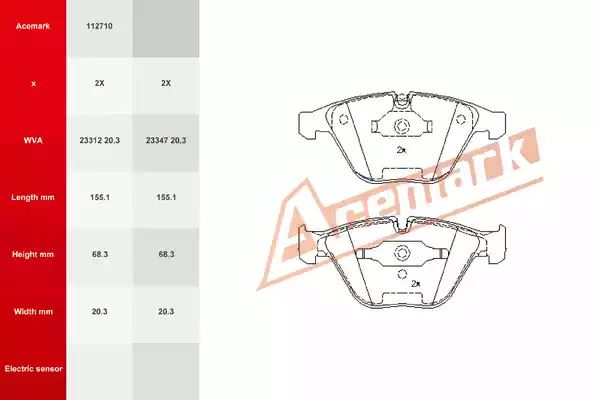 Acemark 112710
x 2X 2X
WVA 23312 20,3 23347 20,3
Length mm 155.1 155.1
Height mm 68.3 68.3
Width mm 20.3 20.3
Electric sensor
2x
Acemark
2x